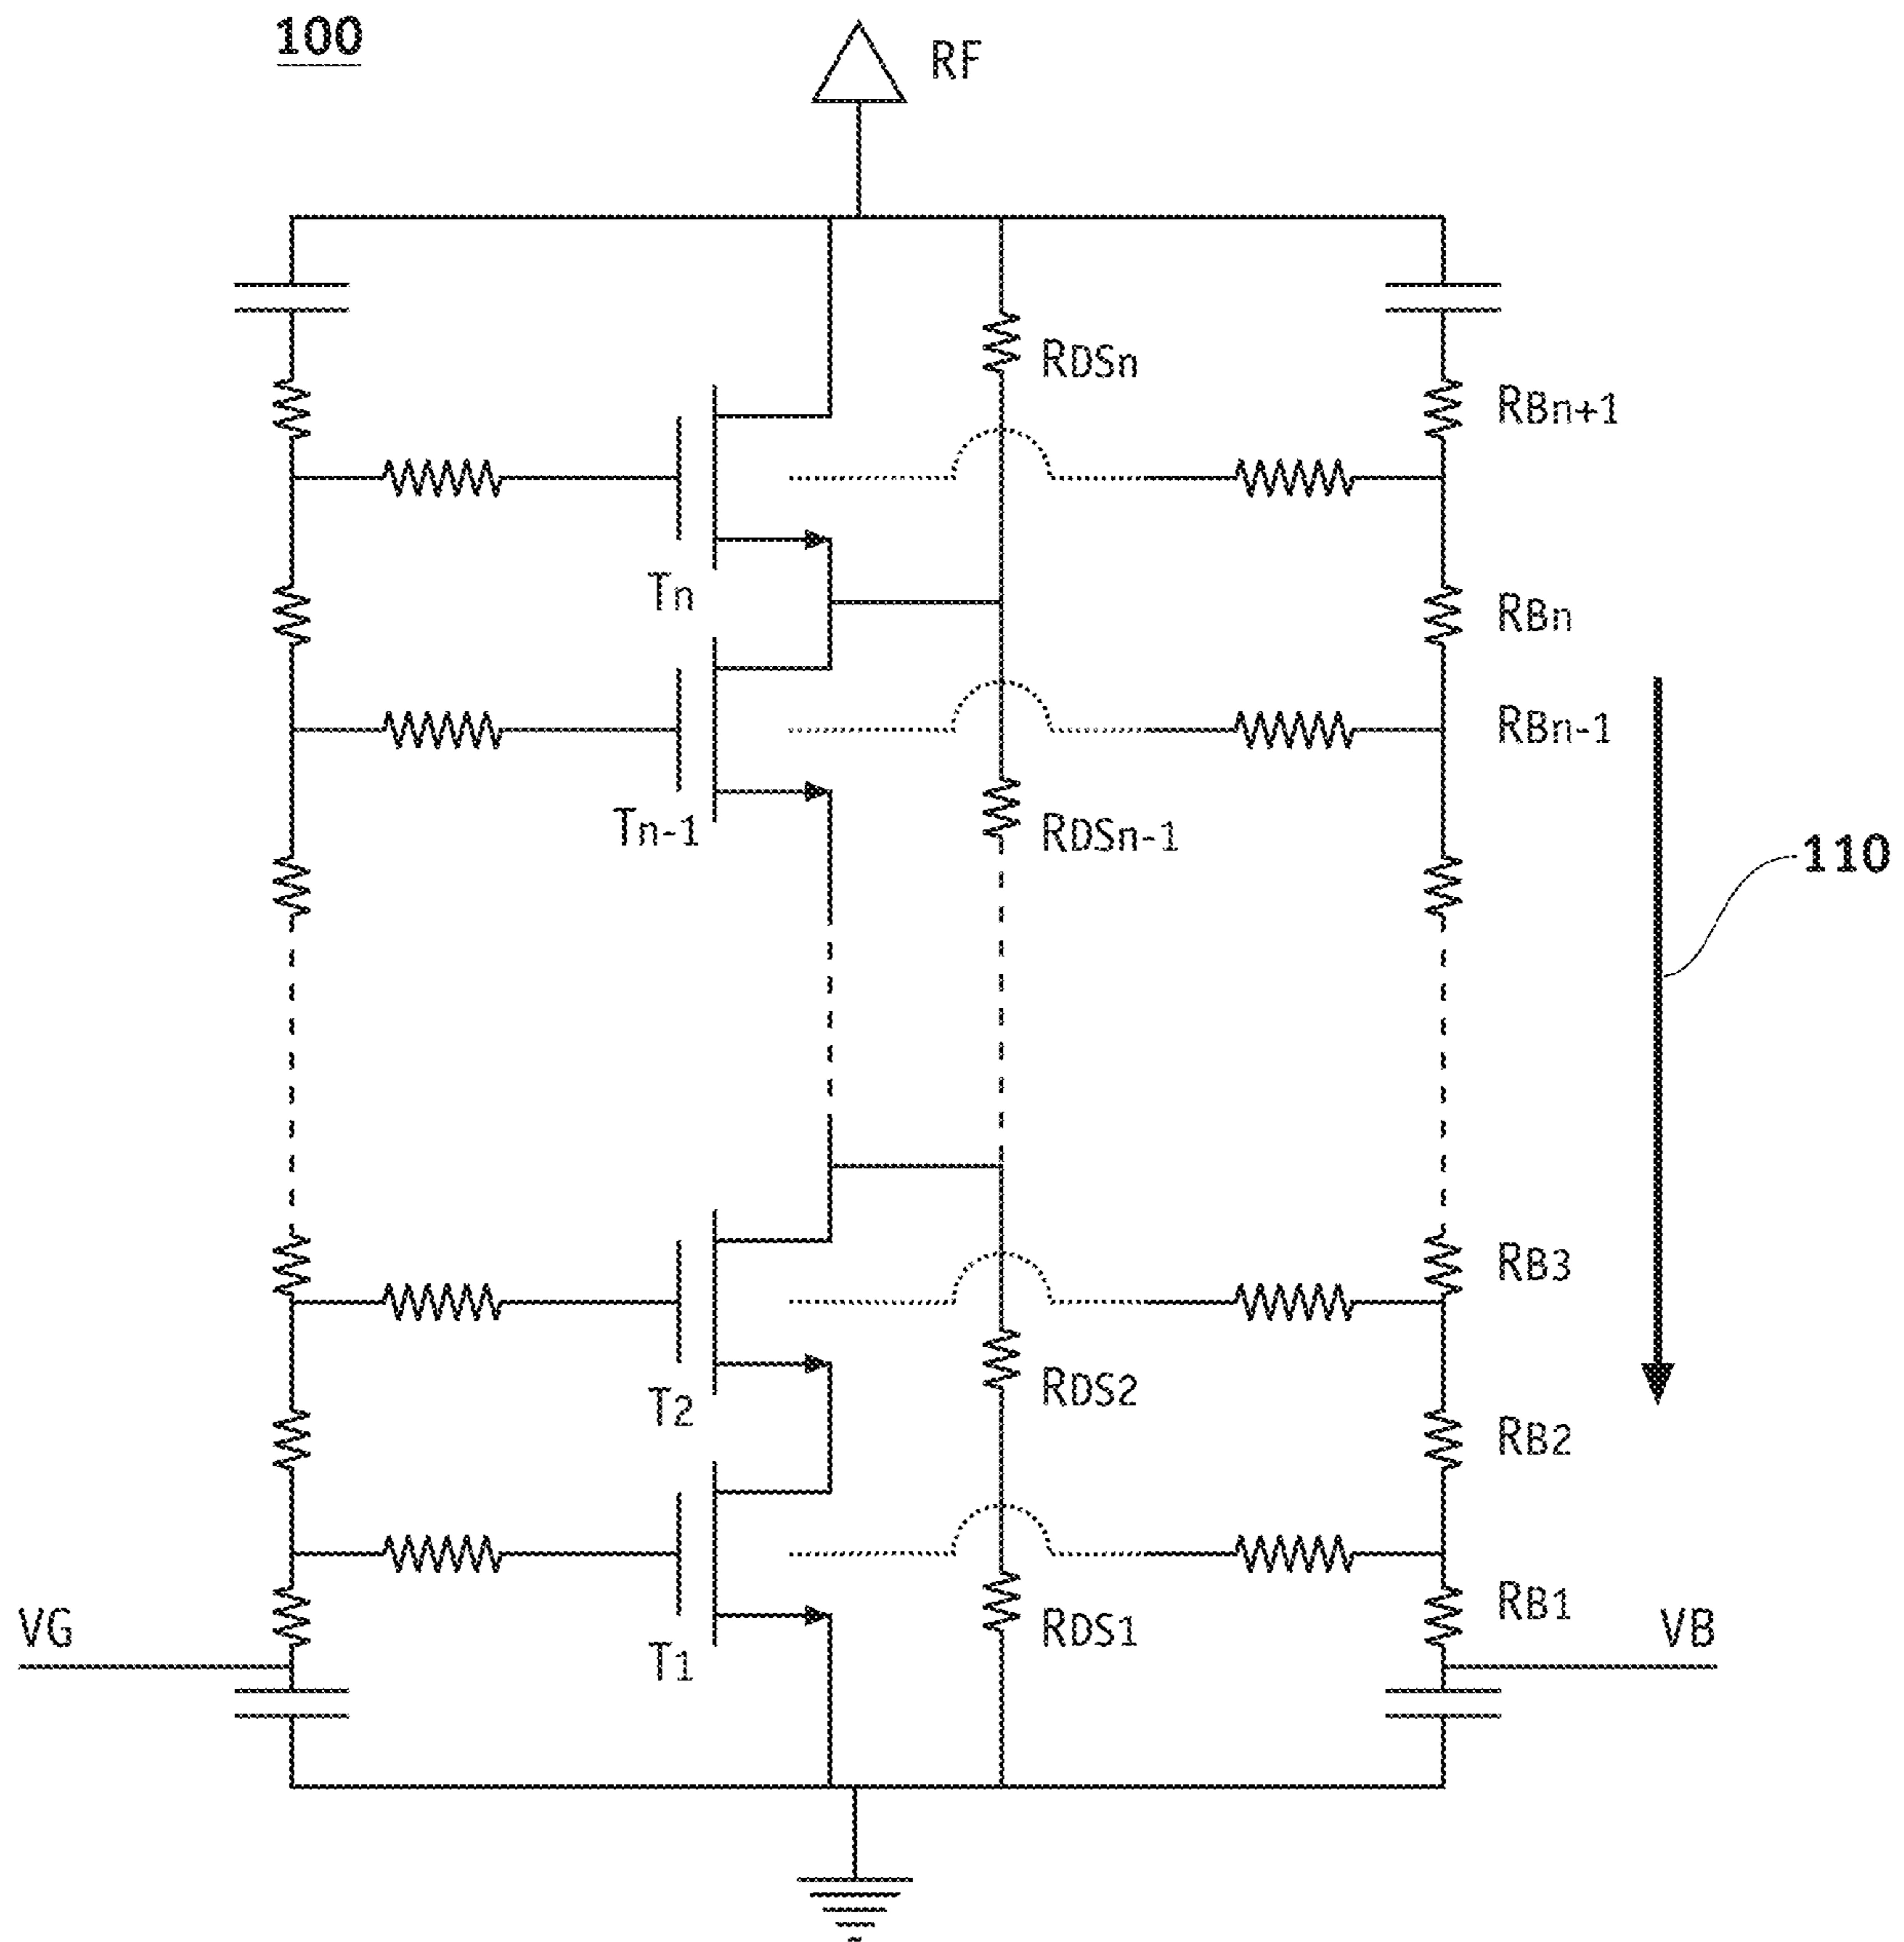 100
RF
RDSn
RBn+1
Tn
RBn
RBn-1
Tn-1
RDSn-1
110
RB3
T2
RDS2
RB2
VG
T1
RDS1
RB1
VB